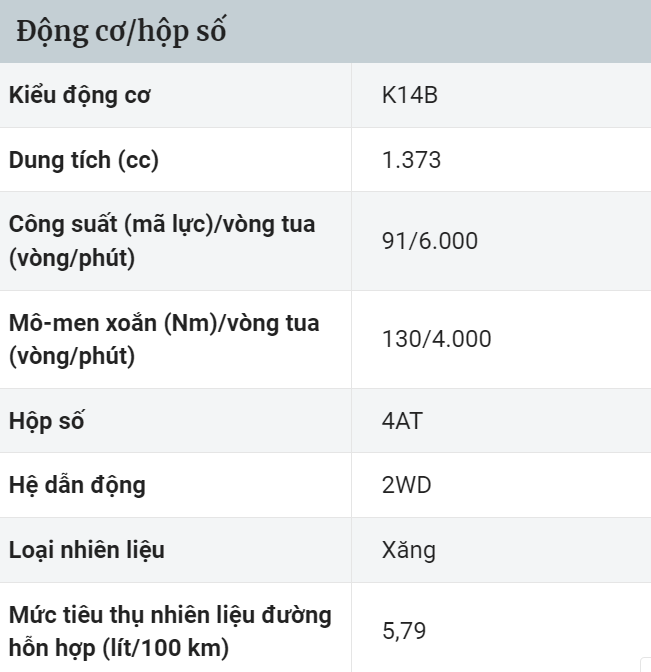 Động cơ/hộp số
Kiểu động cơ
K14B
Dung tích (cc)
1.373
Công suất (mã lực)/vòng tua
(vòng/phút)
91/6.000
Mô-men xoắn (Nm)/vòng tua
(vòng/phút)
130/4.000
Hộp số
4AT
Hệ dẫn động
2WD
Loại nhiên liệu
Xăng
Mức tiêu thụ nhiên liệu đường
hỗn hợp (lít/100 km)
5,79